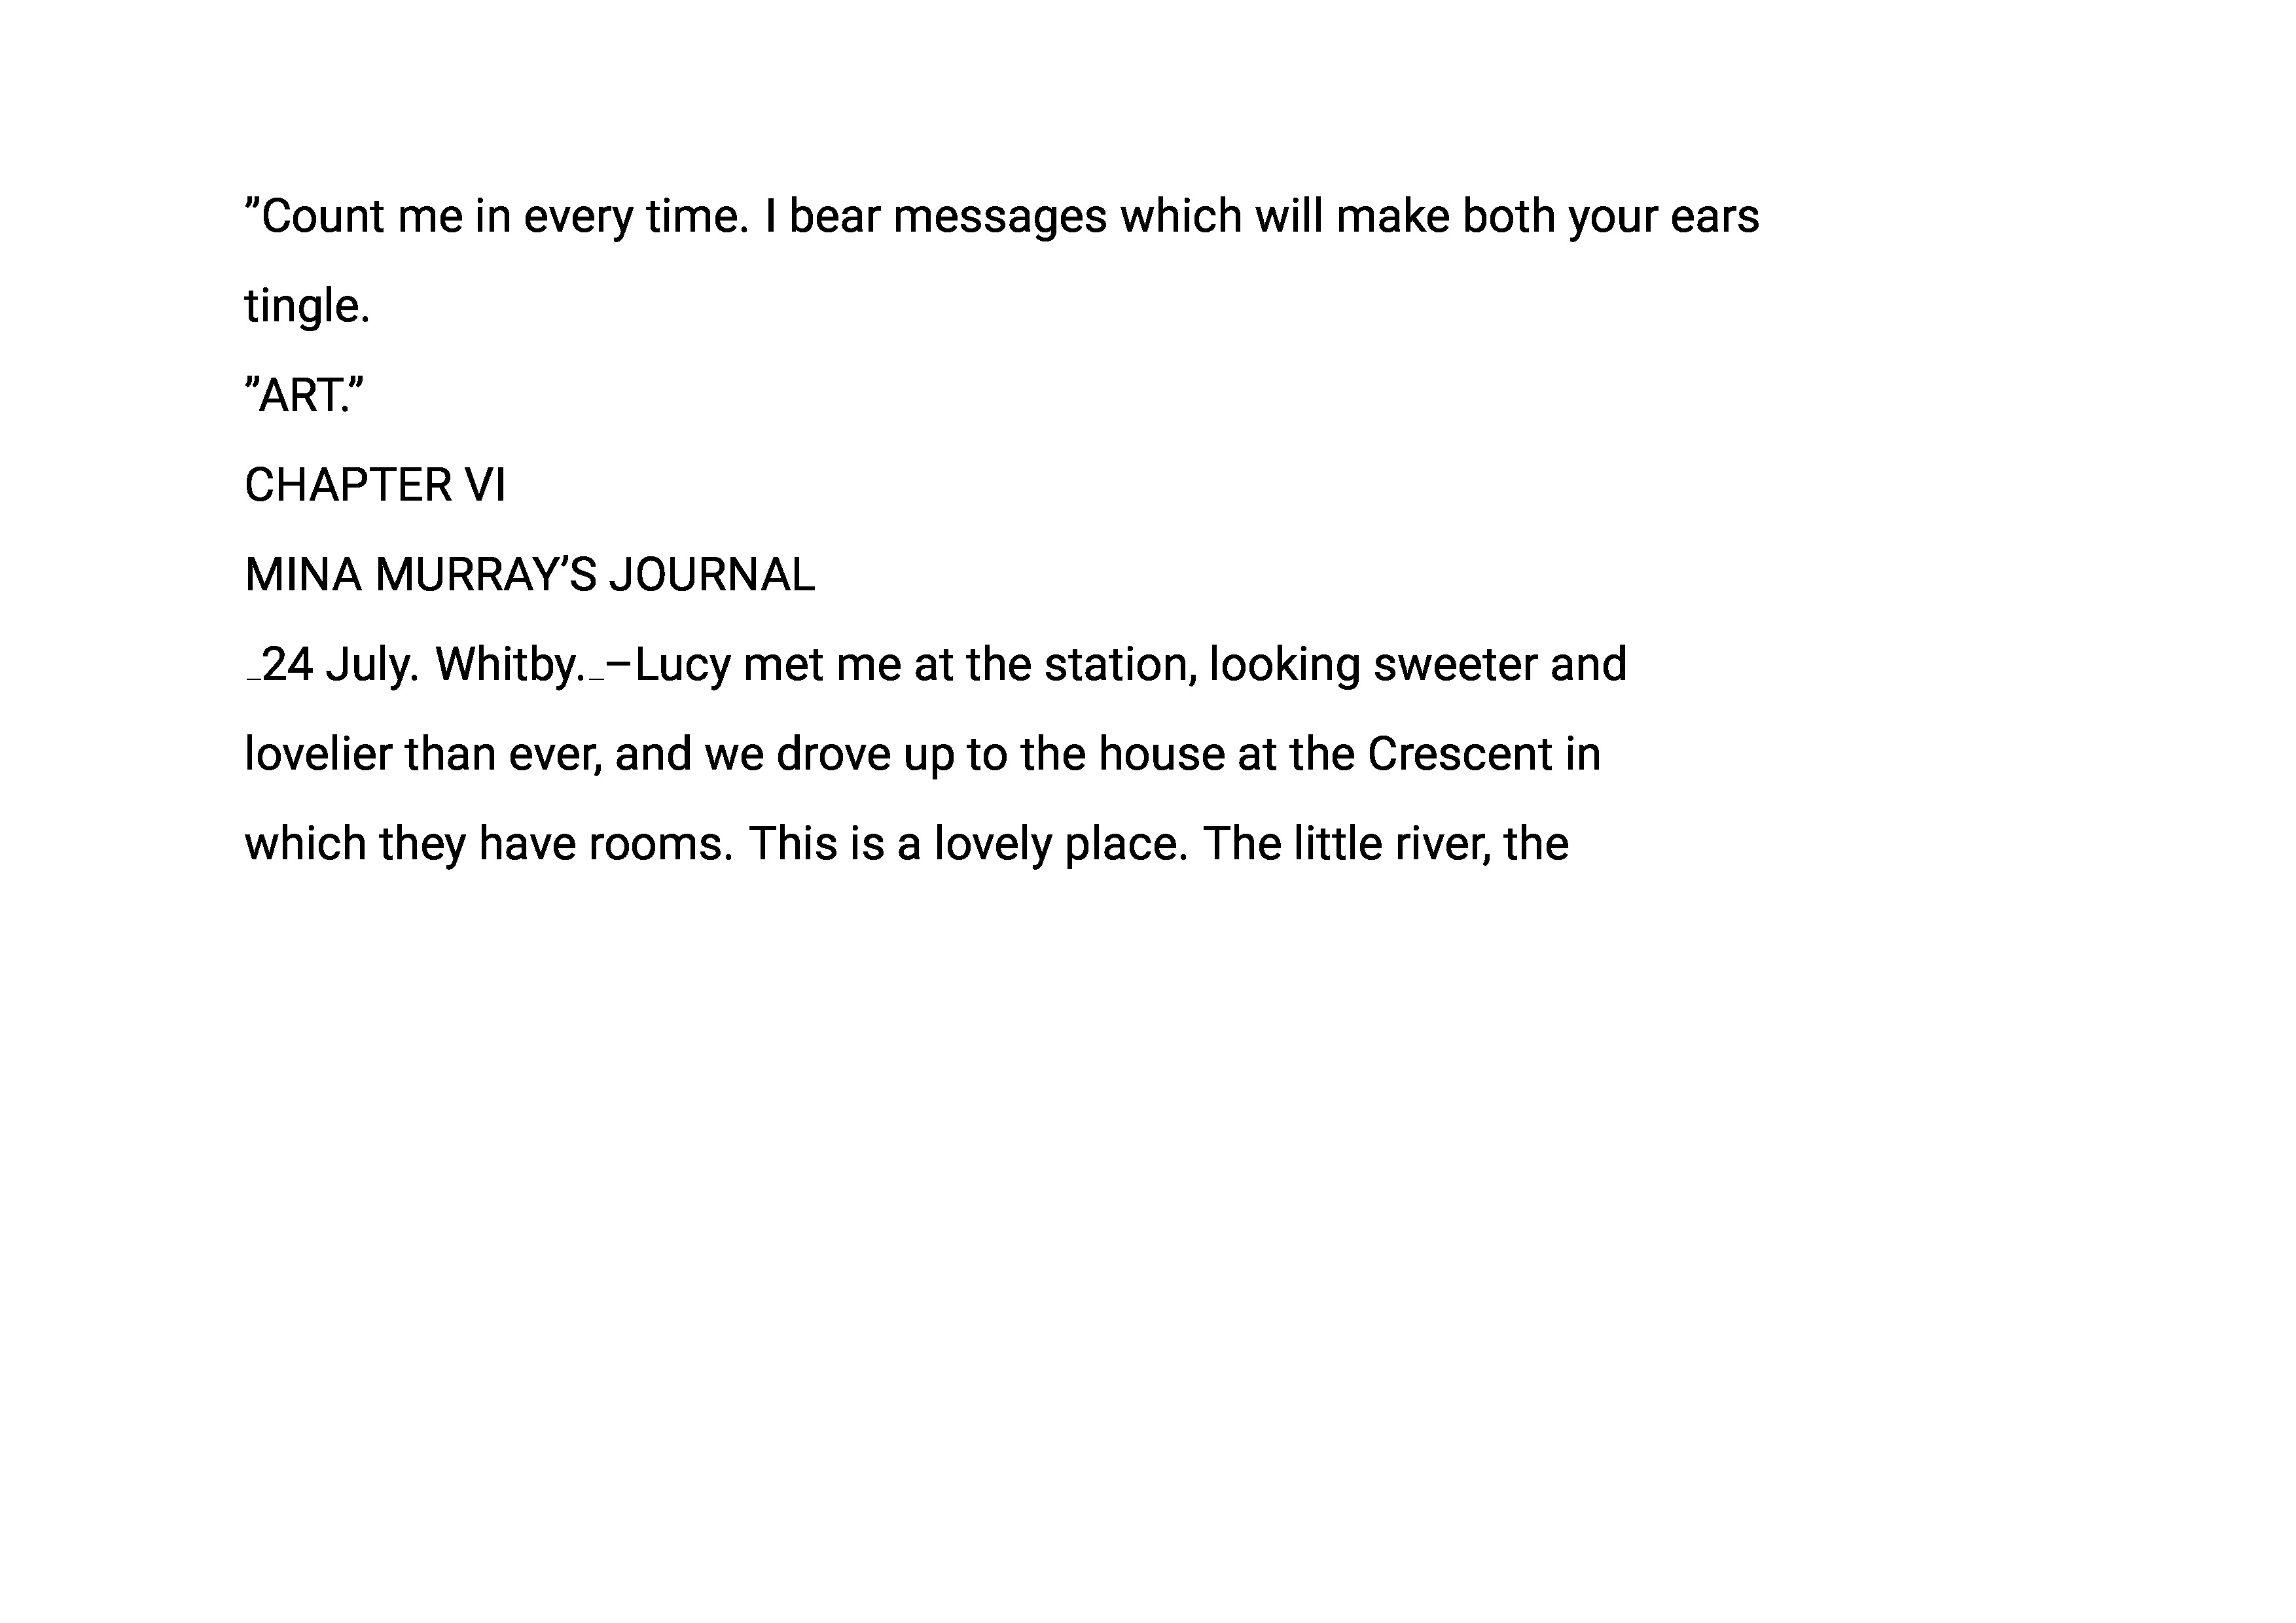 ”Count me in every time. I bear messages which will make both your ears
tingle.
”ART.”
CHAPTER VI
MINA MURRAY’S JOURNAL
_24 July. Whitby._–Lucy met me at the station, looking sweeter and
lovelier than ever, and we drove up to the house at the Crescent in
which they have rooms. This is a lovely place. The little river, the